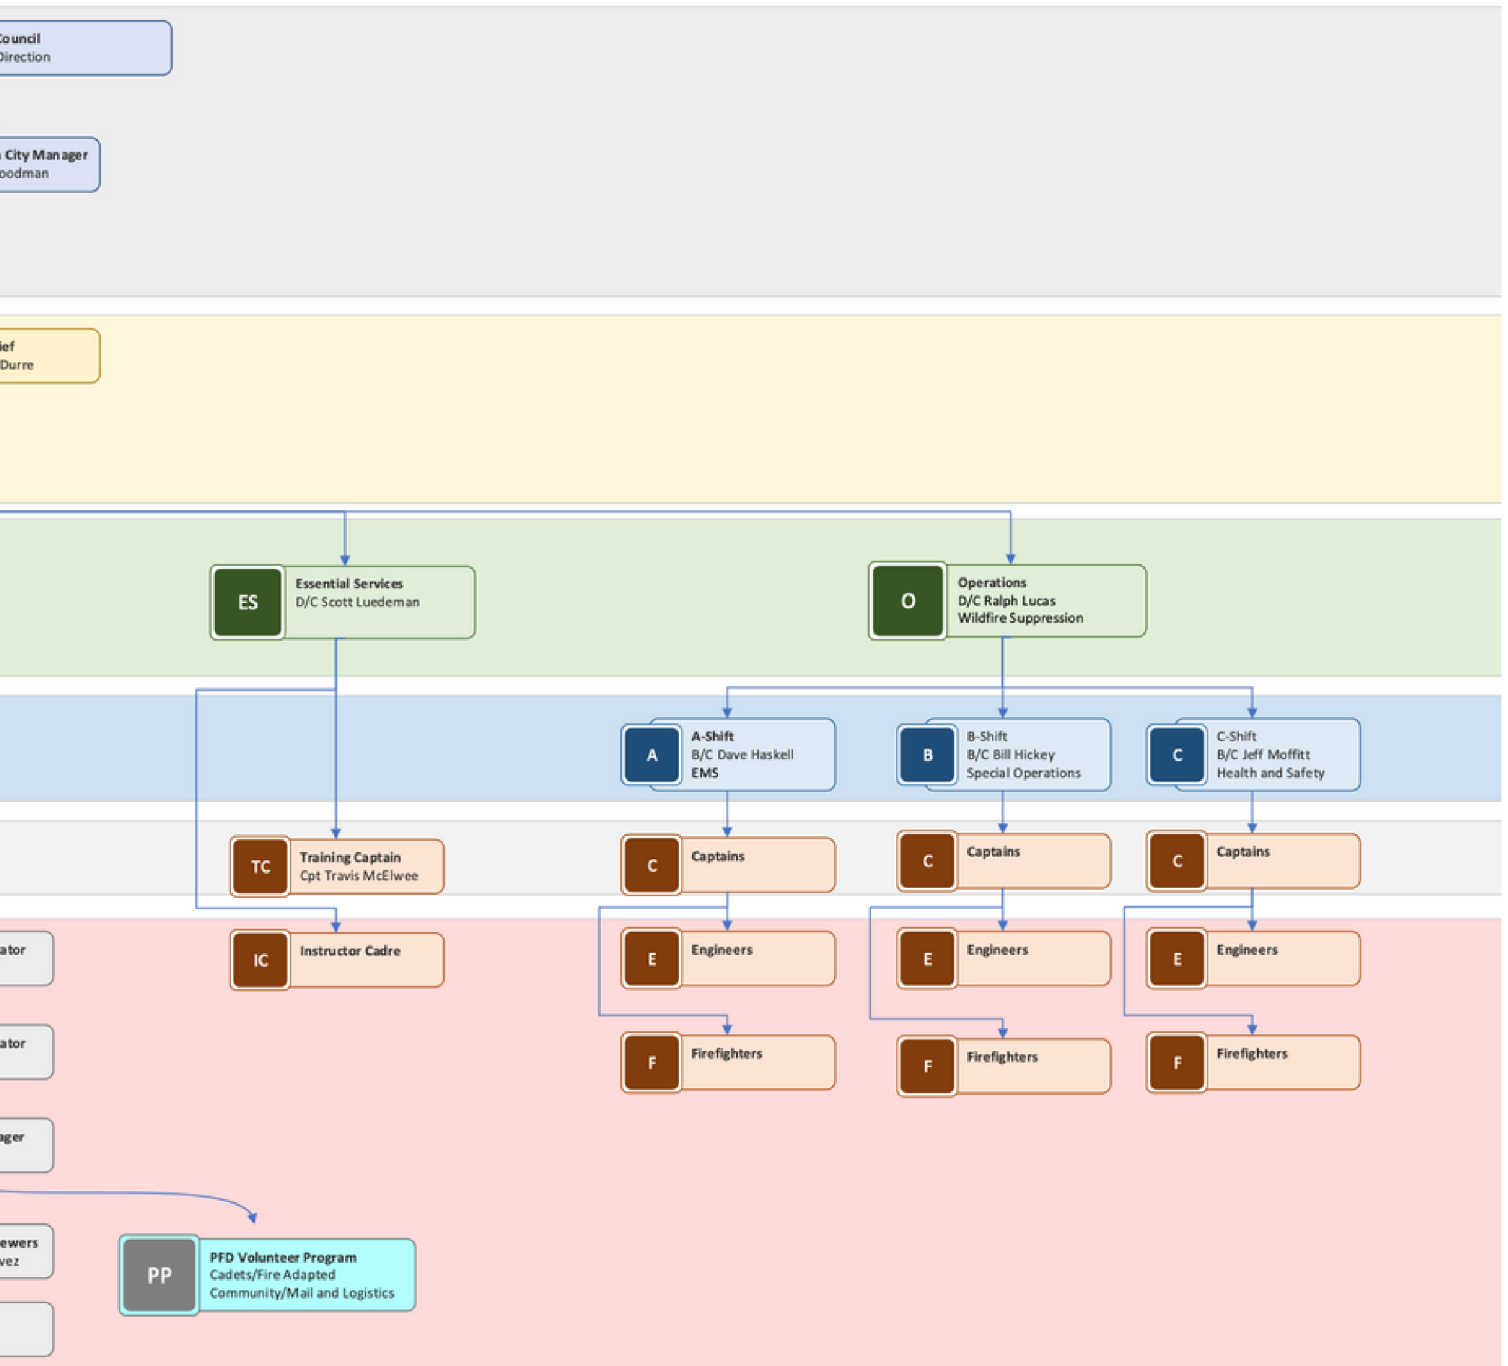 Council
Direction
City Manager
oodman
ief
Durre
ES
Essential Services
D/C Scott Luedeman
O
Operations
D/C Ralph Lucas
Wildfire Suppression
A
A-Shift
B/C Dave Haskell
EMS
B
B-Shift
B/C Bill Hickey
Special Operations
C
C-Shift
B/C Jeff Moffitt
Health and Safety
TC
Training Captain
Cpt Travis McElwee
C
Captains
C
Captains
C
Captains
ator
IC
Instructor Cadre
E
Engineers
E
Engineers
E
Engineers
ator
F
Firefighters
F
Firefighters
F
Firefighters
ager
ewers
vez
PP
PFD Volunteer Program
Cadets/Fire Adapted
Community/Mail and Logistics